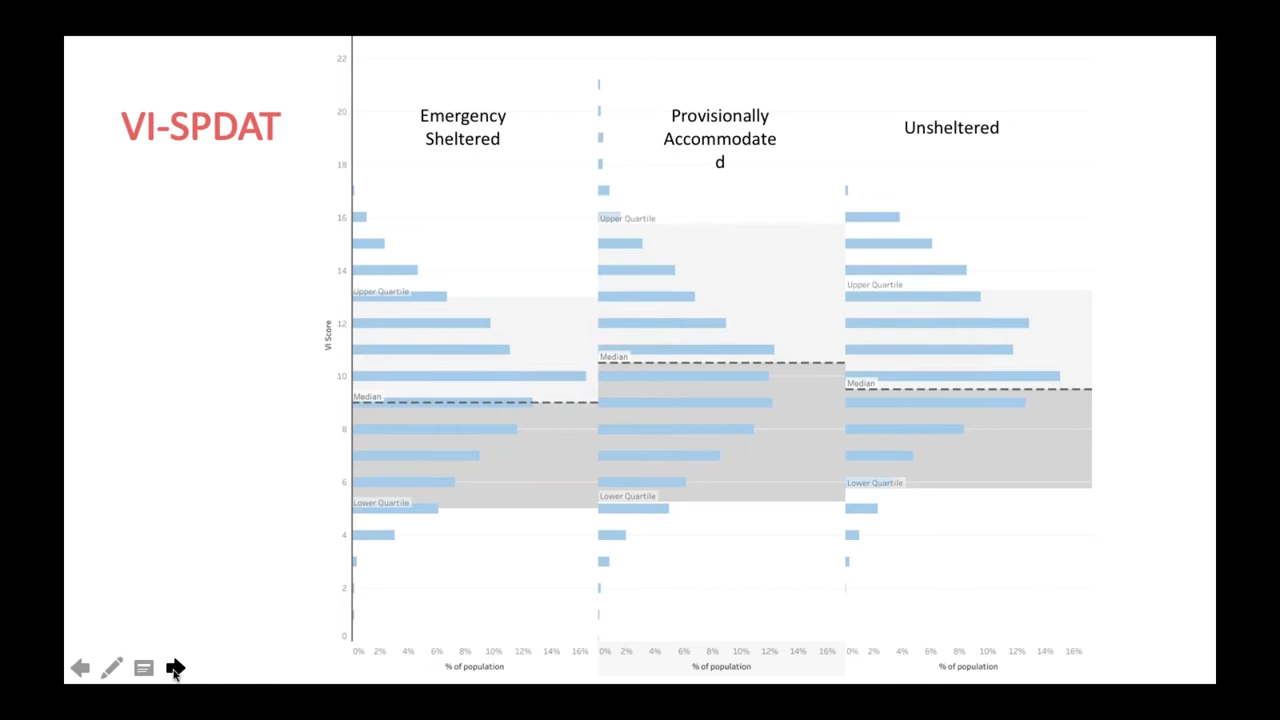 VI-SPDAT
Emergency
Sheltered
Provisionally
Accommodate
d
Unsheltered
VI Score
22
20
18
16
14
12
10
8
6
4
2
0
Upper Quartile
Median
Lower Quartile
Upper Quartile
Median
Lower Quartile
Upper Quartile
Median
Lower Quartile
0% 2% 4% 6% 8% 10% 12% 14% 16%
0% 2% 4% 6% 8% 10% 12% 14% 16%
0% 2% 4% 6% 8% 10% 12% 14% 16%
% of population
% of population
% of population